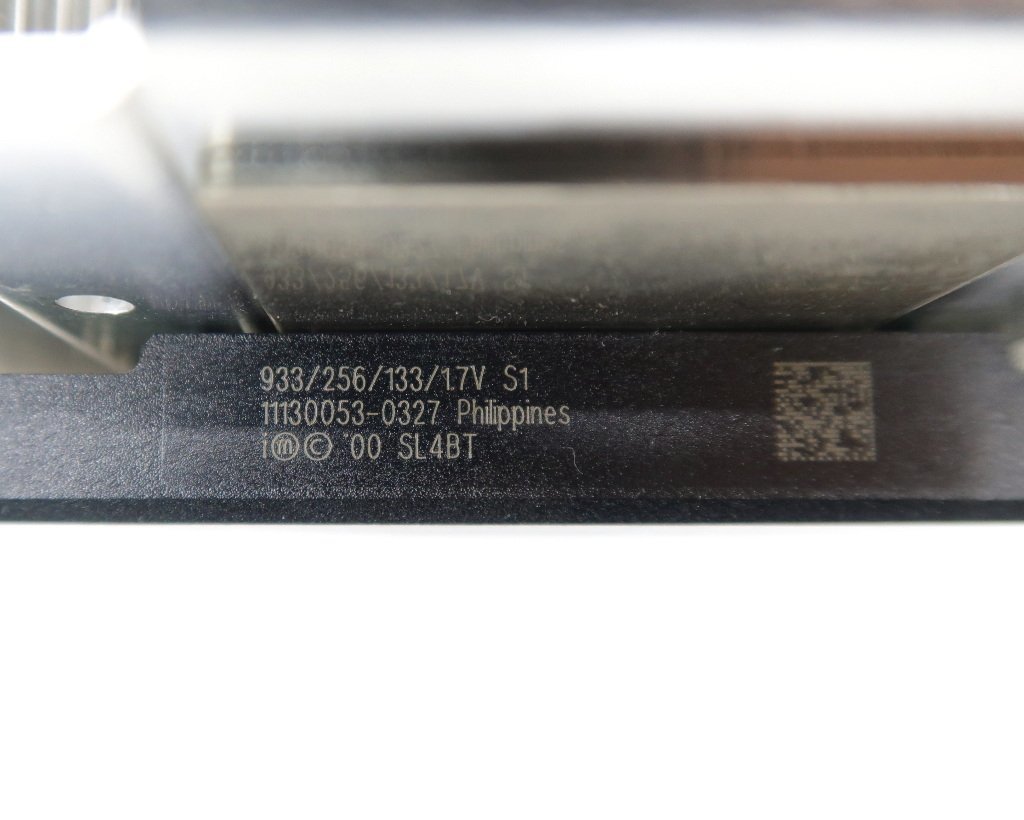 933/256/133/1.7V S1
11130053-0327 Philippines
i ⓜ © '00 SL4BT